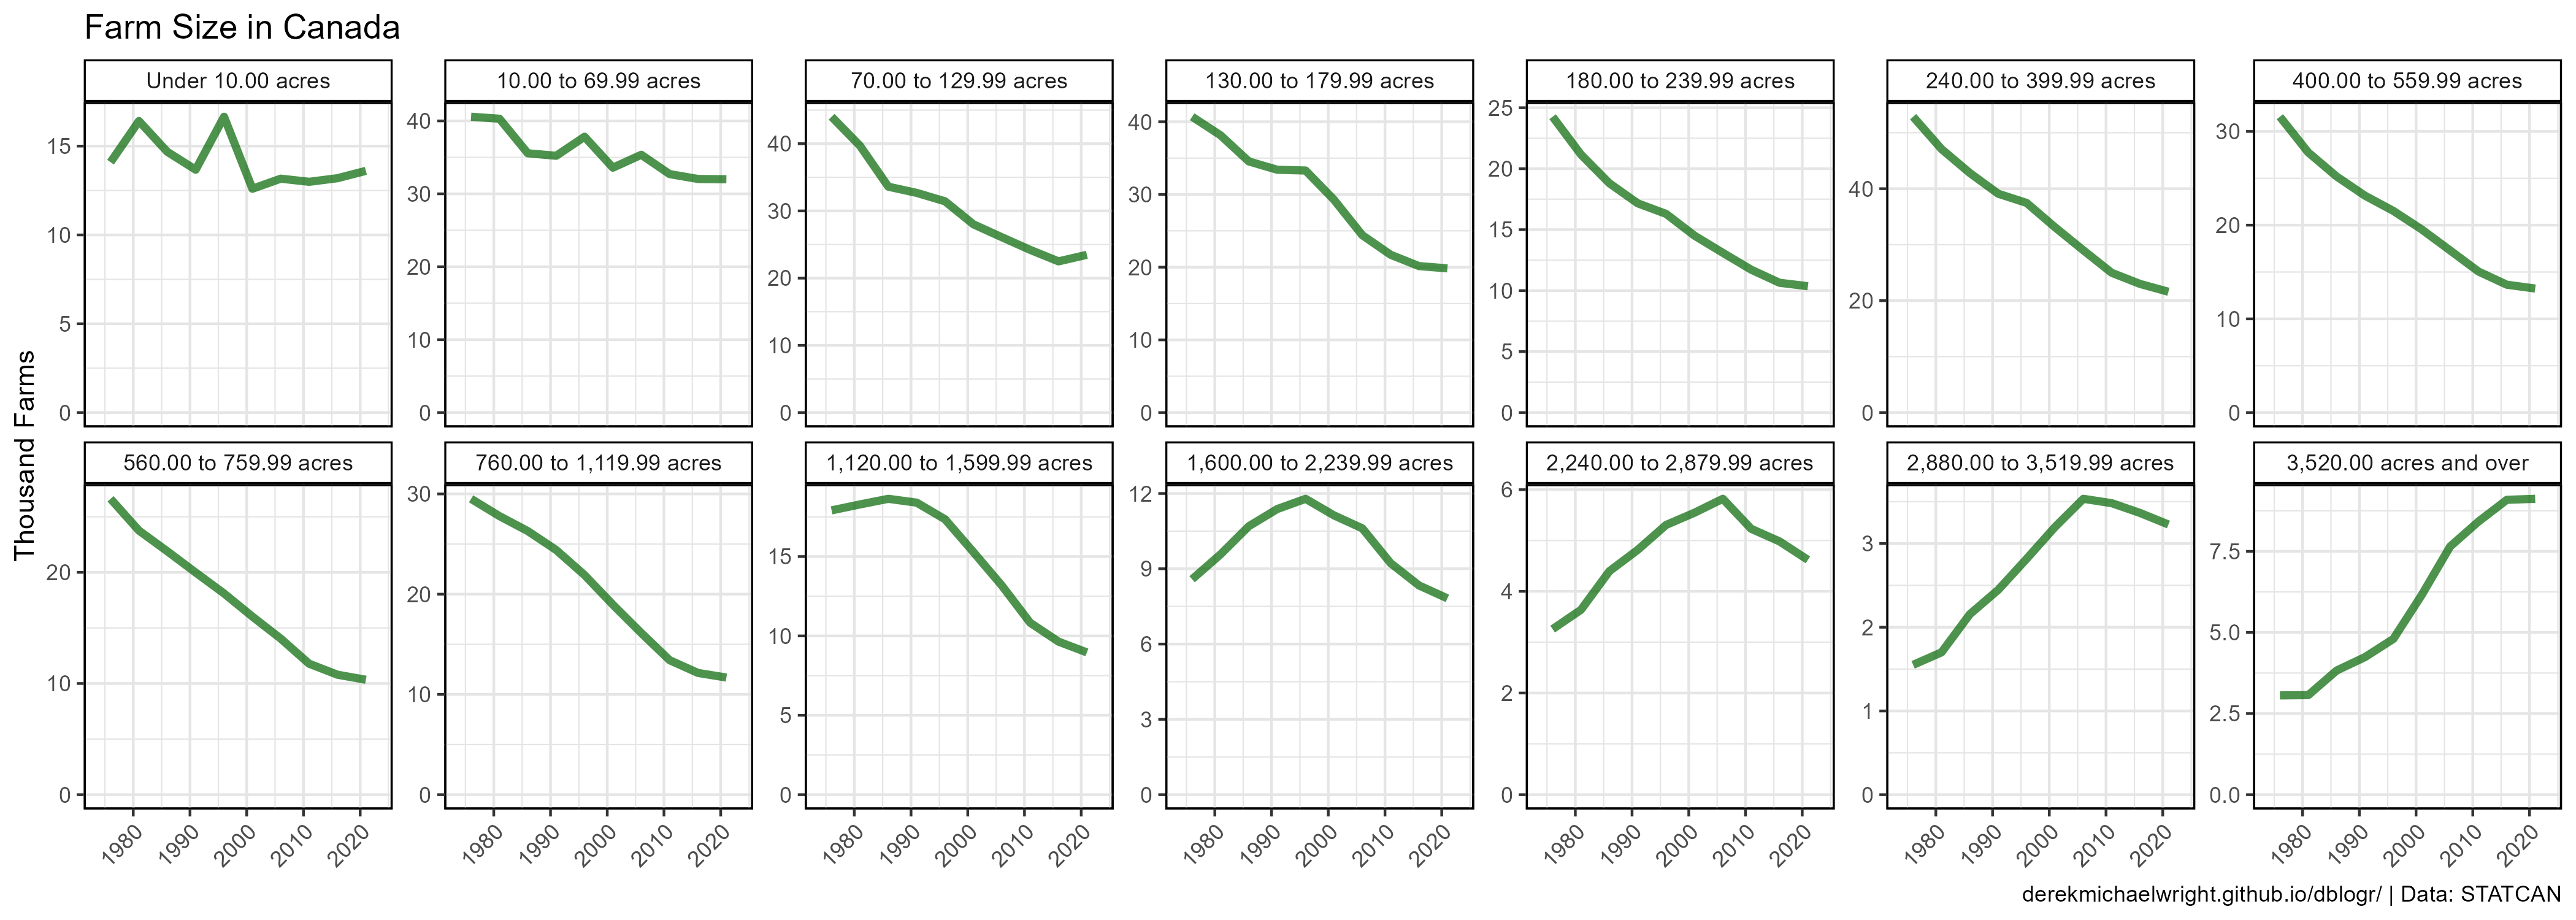 Farm Size in Canada
Thousand Farms
Under 10.00 acres
15
10
5
0
10.00 to 69.99 acres
40
30
20
10
0
70.00 to 129.99 acres
40
30
20
10
0
130.00 to 179.99 acres
40
30
20
10
0
180.00 to 239.99 acres
25
20
15
10
5
0
240.00 to 399.99 acres
40
20
0
400.00 to 559.99 acres
30
20
10
0
560.00 to 759.99 acres
20
10
0
1980 1990 2000 2010 2020
760.00 to 1,119.99 acres
30
20
10
0
1980 1990 2000 2010 2020
1,120.00 to 1,599.99 acres
15
10
5
0
1980 1990 2000 2010 2020
1,600.00 to 2,239.99 acres
12
9
6
3
0
1980 1990 2000 2010 2020
2,240.00 to 2,879.99 acres
6
4
2
0
1980 1990 2000 2010 2020
2,880.00 to 3,519.99 acres
3
2
1
0
1980 1990 2000 2010 2020
3,520.00 acres and over
7.5
5.0
2.5
0.0
1980 1990 2000 2010 2020
derekmichaelwright.github.io/dblogr/ | Data: STATCAN